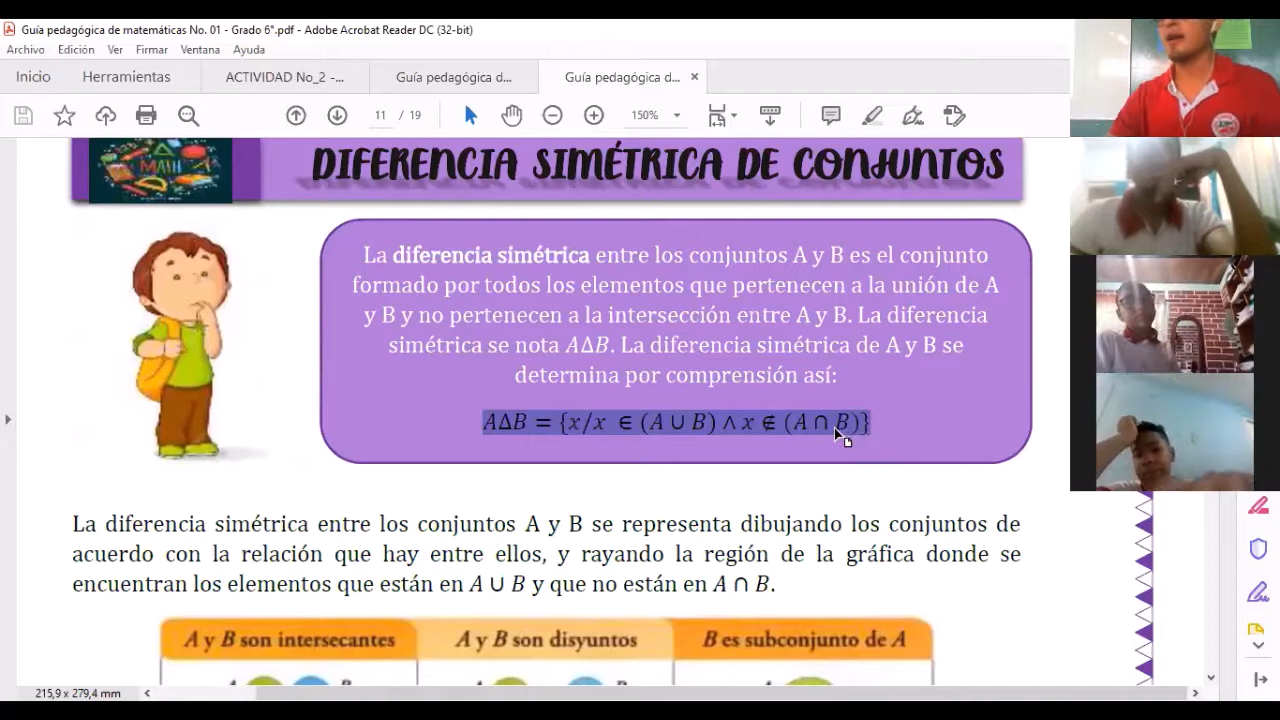 Guía pedagógica de matemáticas No. 01 - Grado 6°.pdf - Adobe Acrobat Reader DC (32-bit)
Archivo Edición Ver Firmar Ventana Ayuda
Inicio Herramientas ACTIVIDAD No_2 -... Guía pedagógica d... Guía pedagógica d... ×
11 / 19 150%
MATH
DIFERENCIA SIMÉTRICA DE CONJUNTOS
La diferencia simétrica entre los conjuntos A y B es el conjunto
formado por todos los elementos que pertenecen a la unión de A
y B y no pertenecen a la intersección entre A y B. La diferencia
simétrica se nota A∆B. La diferencia simétrica de A y B se
determina por comprensión así:
A∆B = {x/x ∈ (A ∪ B) ∧ x ∉ (A ∩ B)}
La diferencia simétrica entre los conjuntos A y B se representa dibujando los conjuntos de
acuerdo con la relación que hay entre ellos, y rayando la región de la gráfica donde se
encuentran los elementos que están en A ∪ B y que no están en A ∩ B.
A y B son intersecantes A y B son disyuntos B es subconjunto de A
215,9 x 279,4 mm